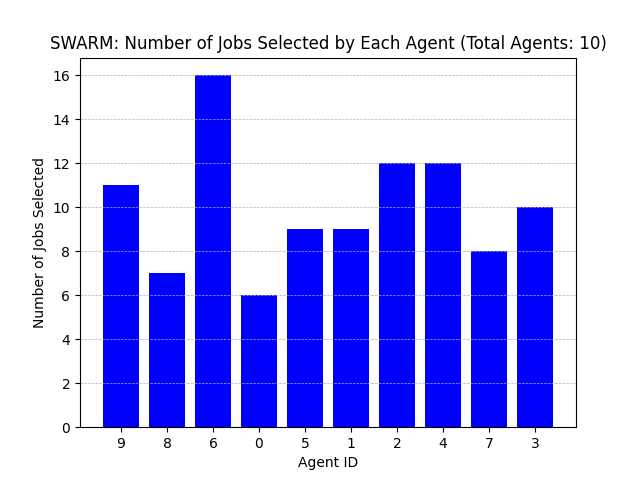 SWARM: Number of Jobs Selected by Each Agent (Total Agents: 10)
16
14
12
10
8
6
4
2
0
Number of Jobs Selected
9 8 6 0 5 1 2 4 7 3
Agent ID